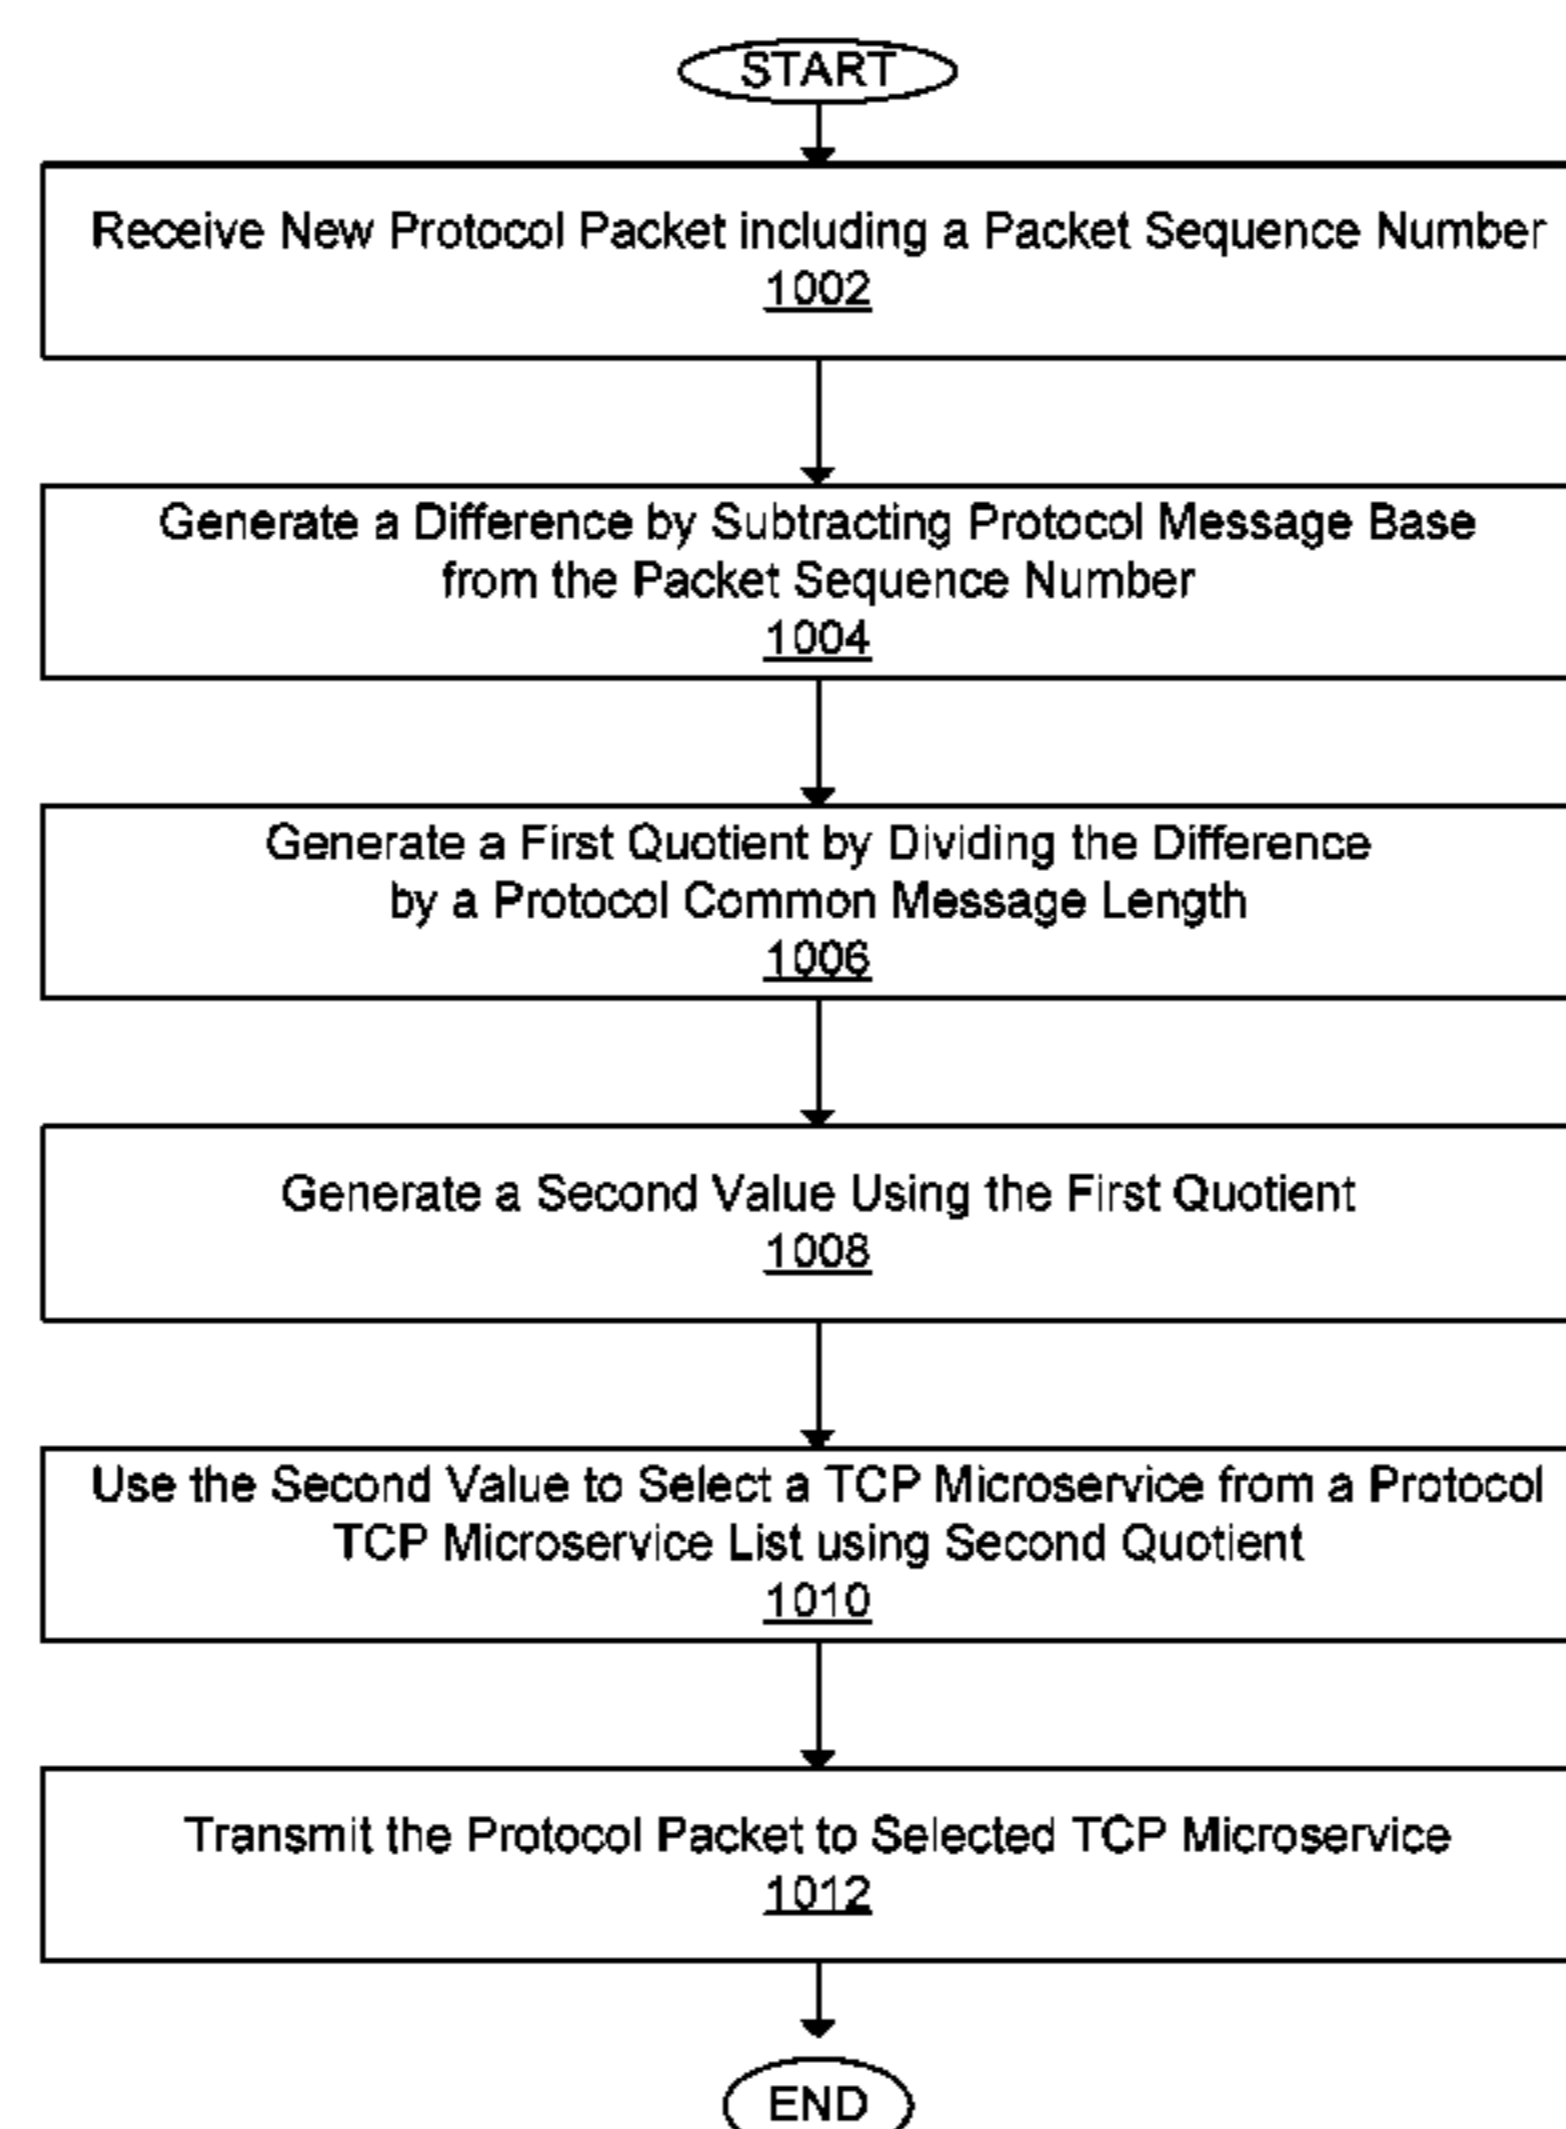 START
Receive New Protocol Packet including a Packet Sequence Number
1002
Generate a Difference by Subtracting Protocol Message Base
from the Packet Sequence Number
1004
Generate a First Quotient by Dividing the Difference
by a Protocol Common Message Length
1006
Generate a Second Value Using the First Quotient
1008
Use the Second Value to Select a TCP Microservice from a Protocol
TCP Microservice List using Second Quotient
1010
Transmit the Protocol Packet to Selected TCP Microservice
1012
END